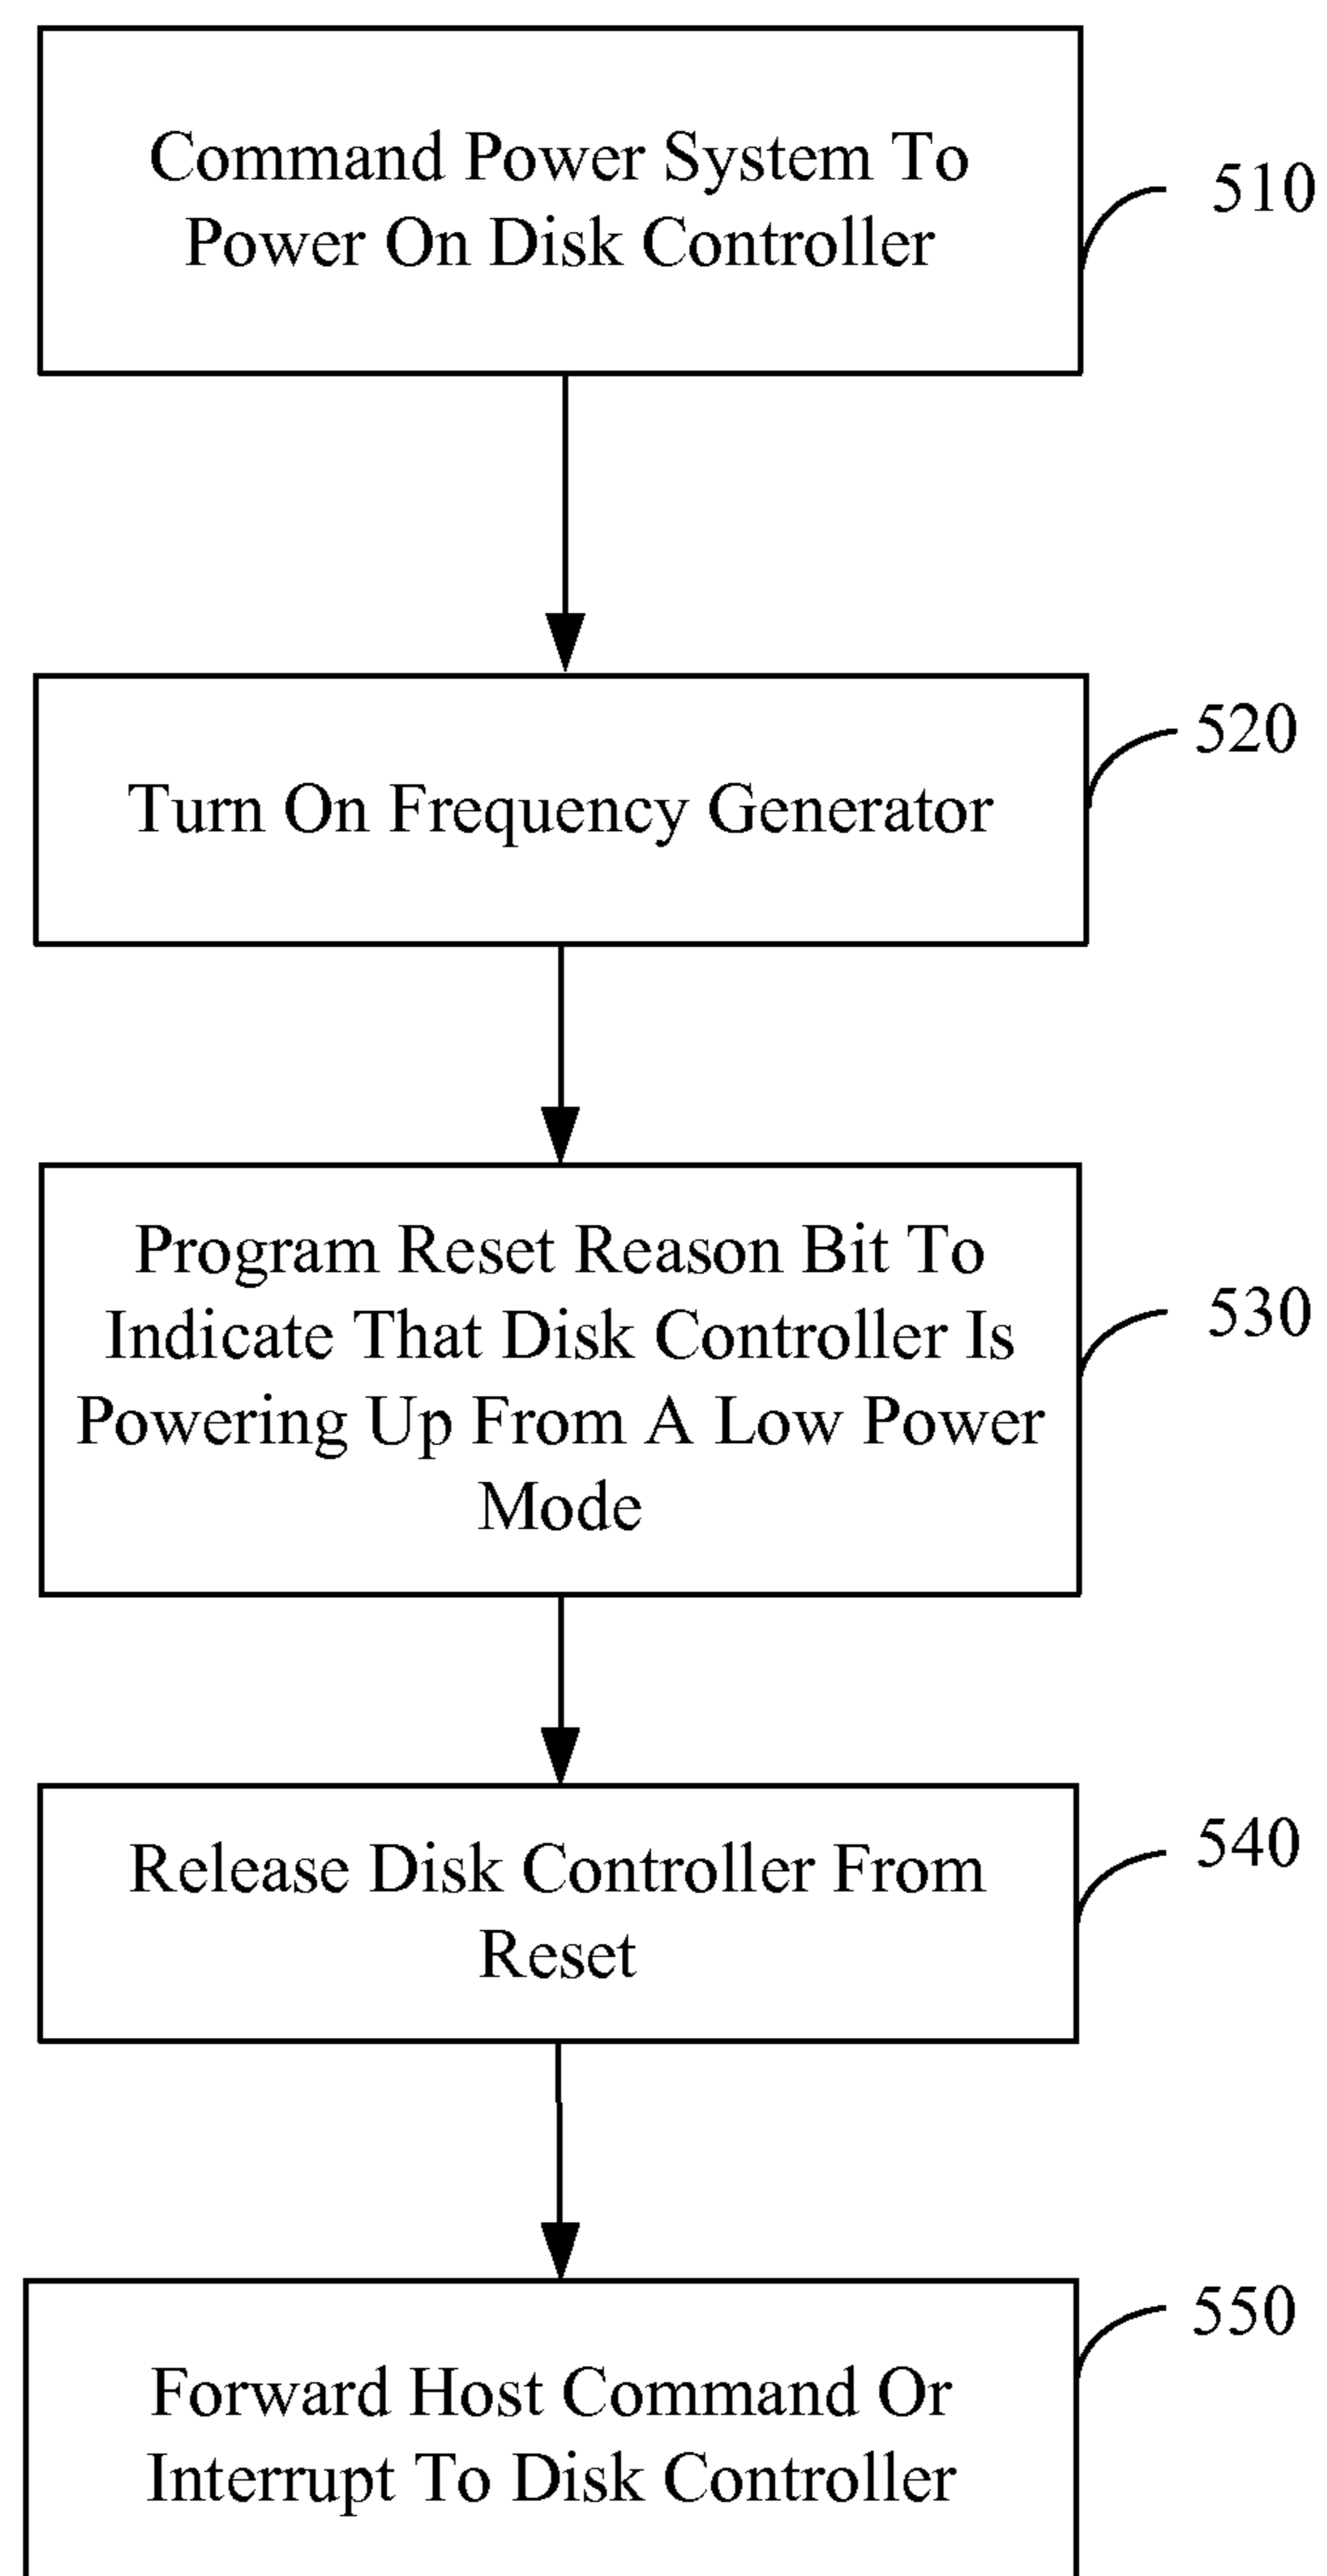 Command Power System To
Power On Disk Controller
510
Turn On Frequency Generator
520
Program Reset Reason Bit To
Indicate That Disk Controller Is
Powering Up From A Low Power
Mode
530
Release Disk Controller From
Reset
540
Forward Host Command Or
Interrupt To Disk Controller
550